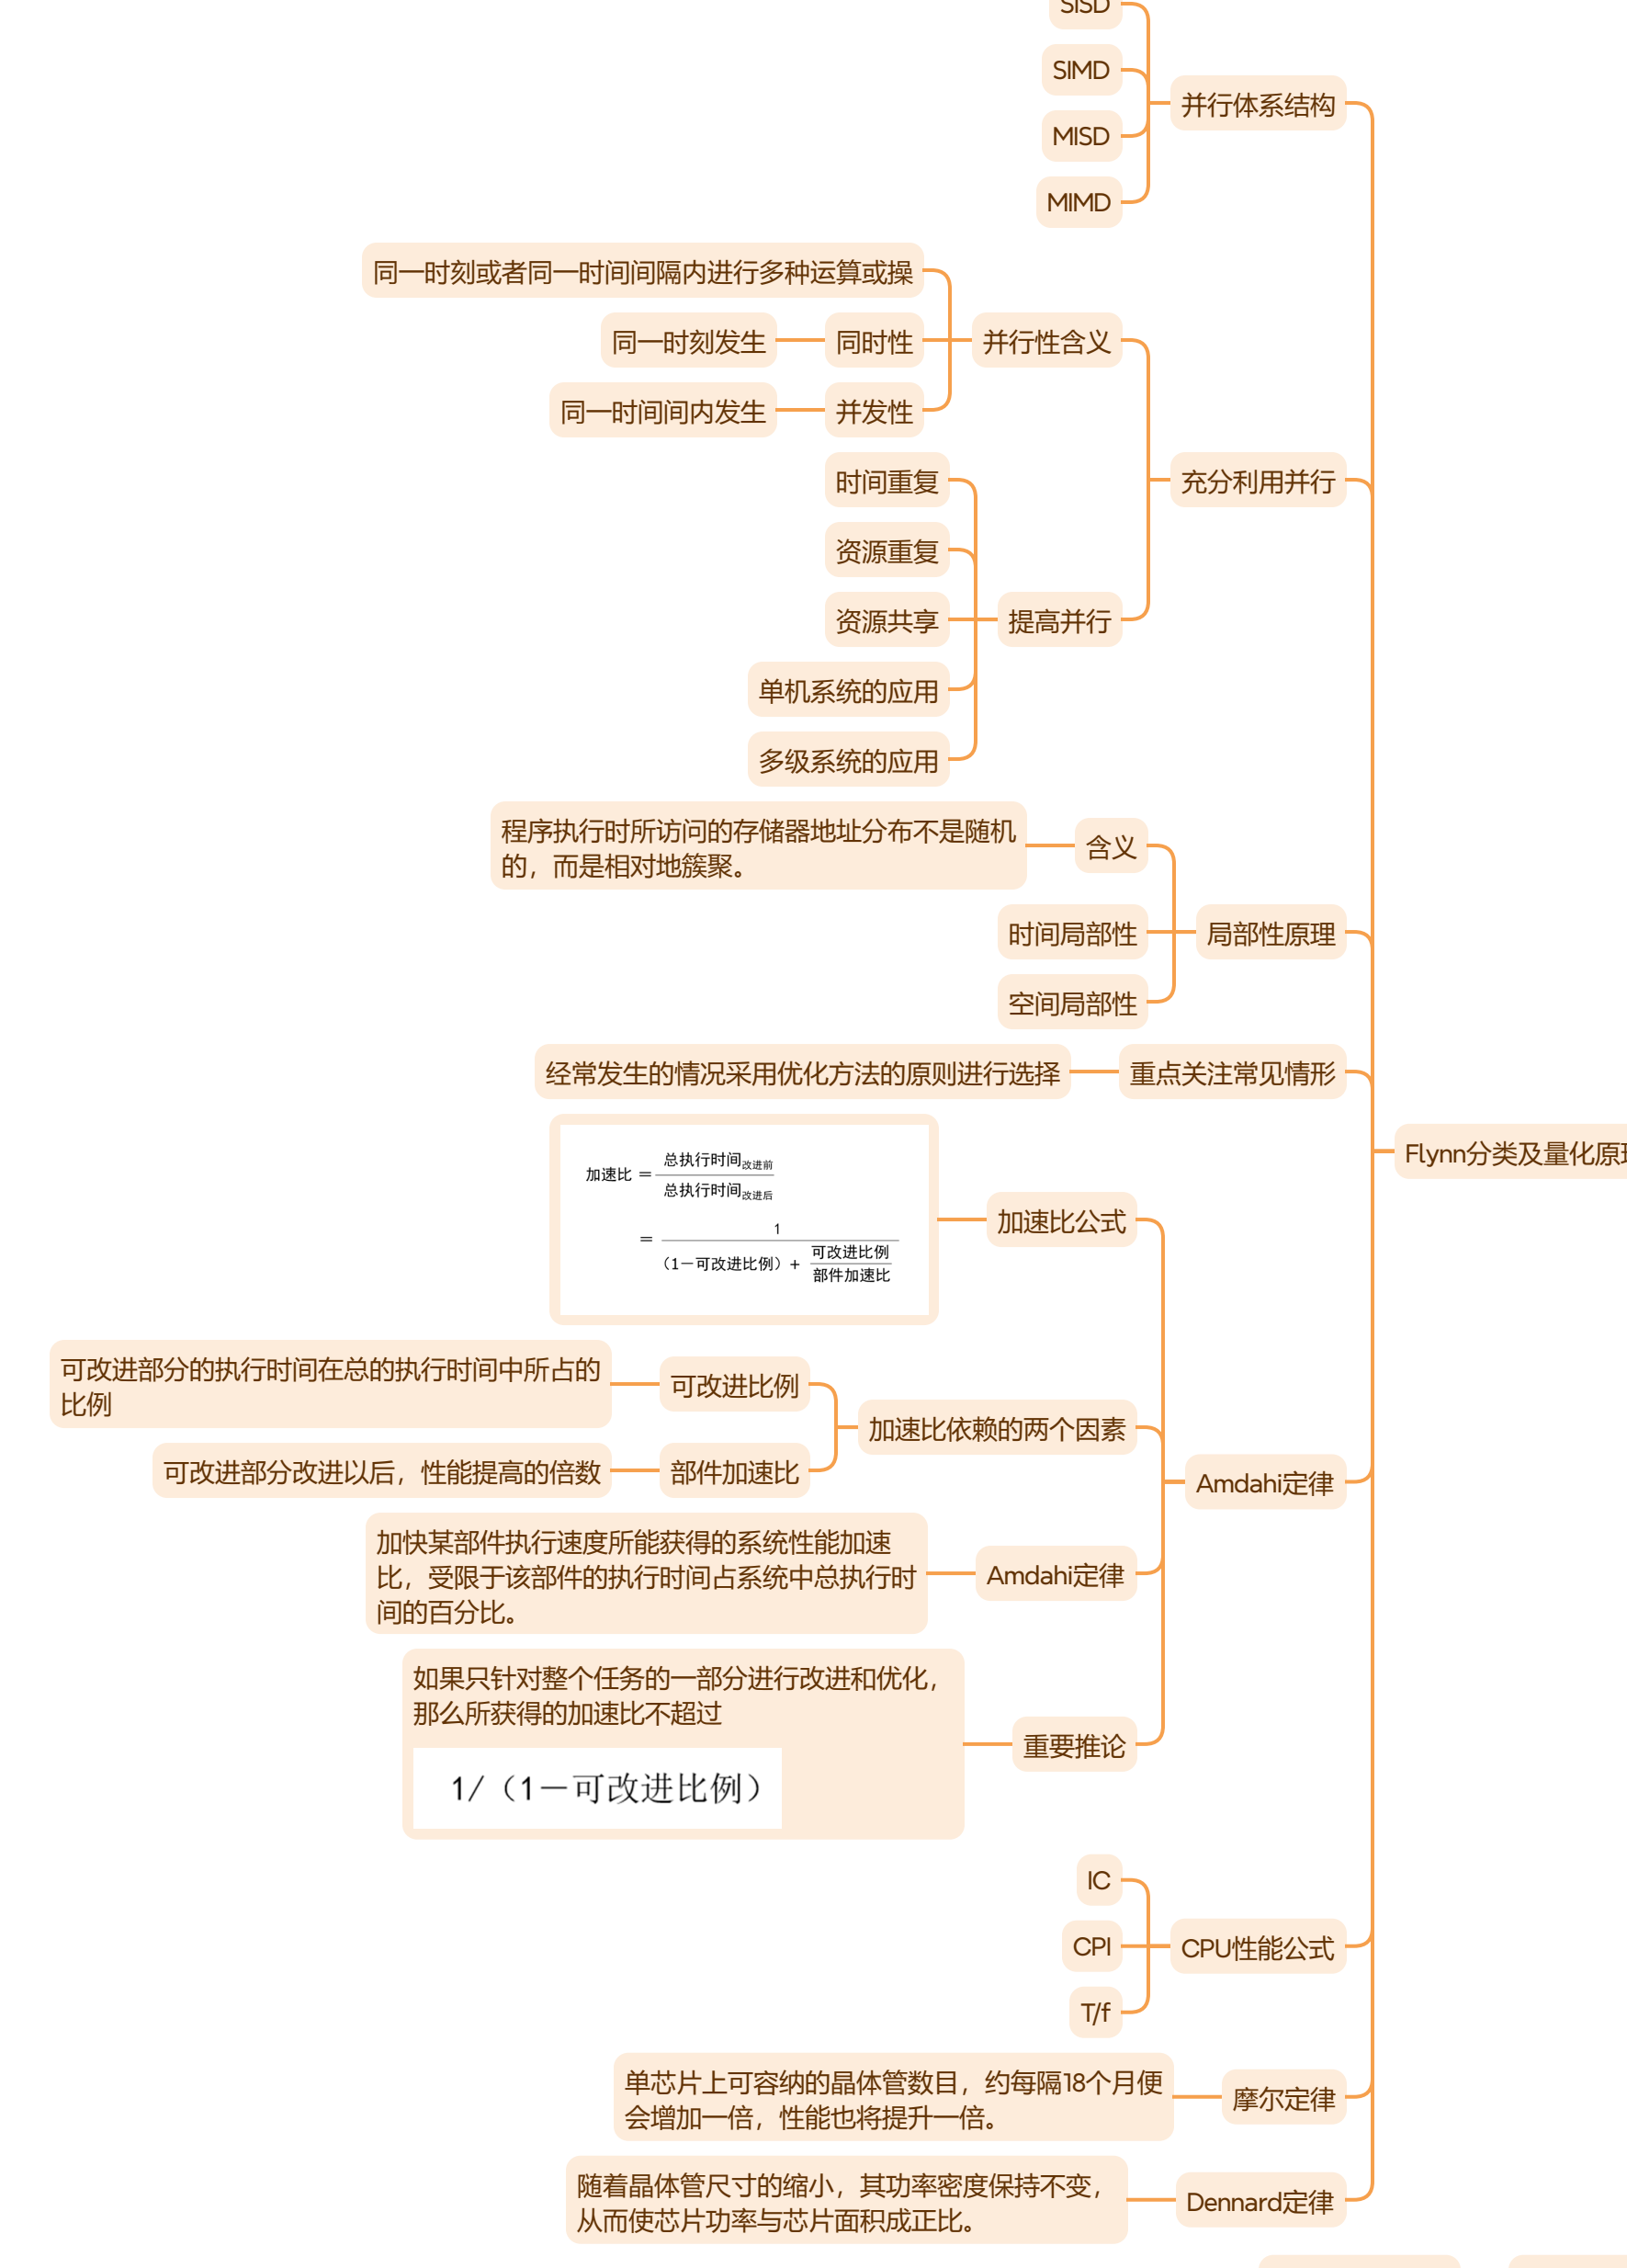 SISD
SIMD
MISD
MIMD
并行体系结构
同一时刻或者同一时间间隔内进行多种运算或操
同一时刻发生
同时性
并行性含义
同一时间间内发生
并发性
时间重复
充分利用并行
资源重复
资源共享
提高并行
单机系统的应用
多级系统的应用
程序执行时所访问的存储器地址分布不是随机
的，而是相对地簇聚。
含义
时间局部性
局部性原理
空间局部性
经常发生的情况采用优化方法的原则进行选择
重点关注常见情形
Flynn分类及量化原
加速比 = 总执行时间改进前
总执行时间改进后
= 1
（1－可改进比例）+ 可改进比例
部件加速比
加速比公式
可改进部分的执行时间在总的执行时间中所占的
比例
可改进比例
加速比依赖的两个因素
可改进部分改进以后，性能提高的倍数
部件加速比
Amdahi定律
加快某部件执行速度所能获得的系统性能加速
比，受限于该部件的执行时间占系统中总执行时
间的百分比。
Amdahi定律
如果只针对整个任务的一部分进行改进和优化，
那么所获得的加速比不超过
1/（1－可改进比例）
重要推论
IC
CPI
CPU性能公式
T/f
单芯片上可容纳的晶体管数目，约每隔18个月便
会增加一倍，性能也将提升一倍。
摩尔定律
随着晶体管尺寸的缩小，其功率密度保持不变，
从而使芯片功率与芯片面积成正比。
Dennard定律